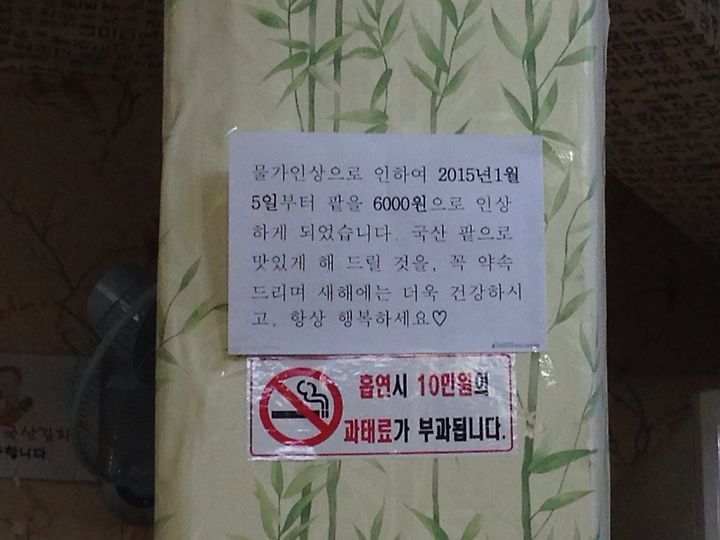 물가인상으로 인하여 2015년1월
5일부터 팥을 6000원으로 인상
하게 되었습니다. 국산 팥으로
맛있게 해 드릴 것을, 꼭 약속
드리며 새해에는 더욱 건강하시
고, 항상 행복하세요♡
흡연시 10만원의
과태료가 부과됩니다.
국산김치
합니다